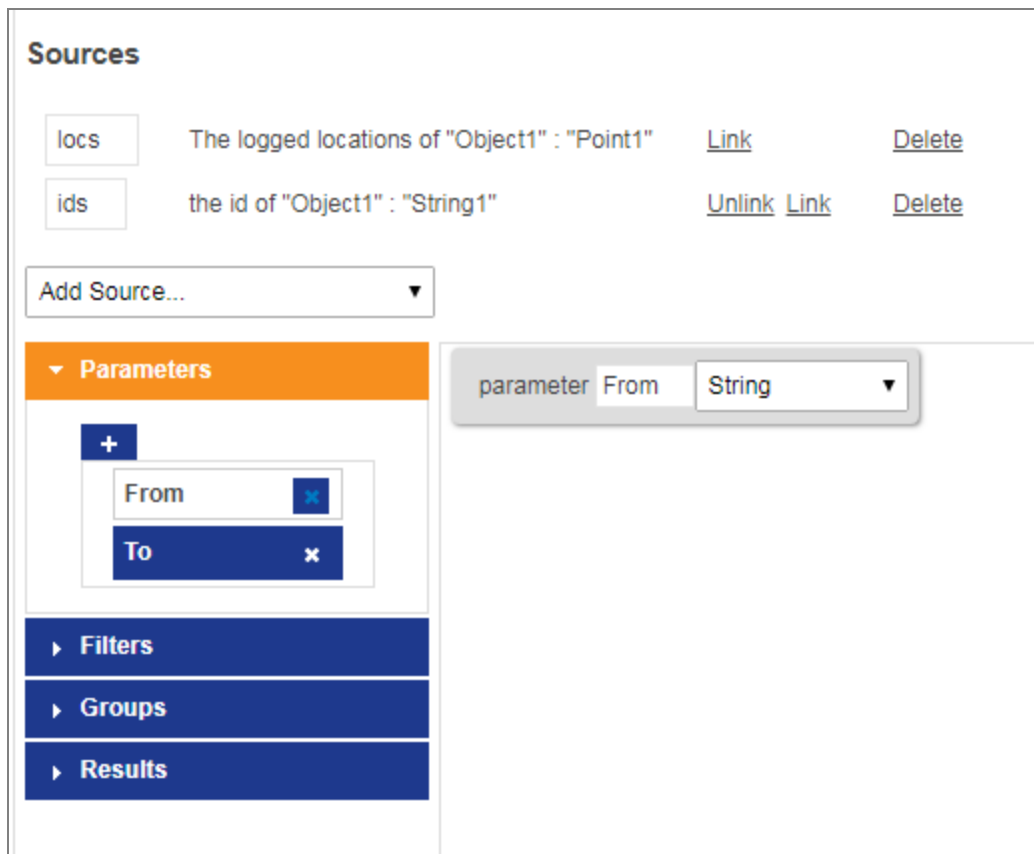 Sources
locs The logged locations of "Object1" : "Point1" Link Delete
ids the id of "Object1" : "String1" Unlink Link Delete
Add Source...
Parameters
parameter From String
+
From
To
Filters
Groups
Results